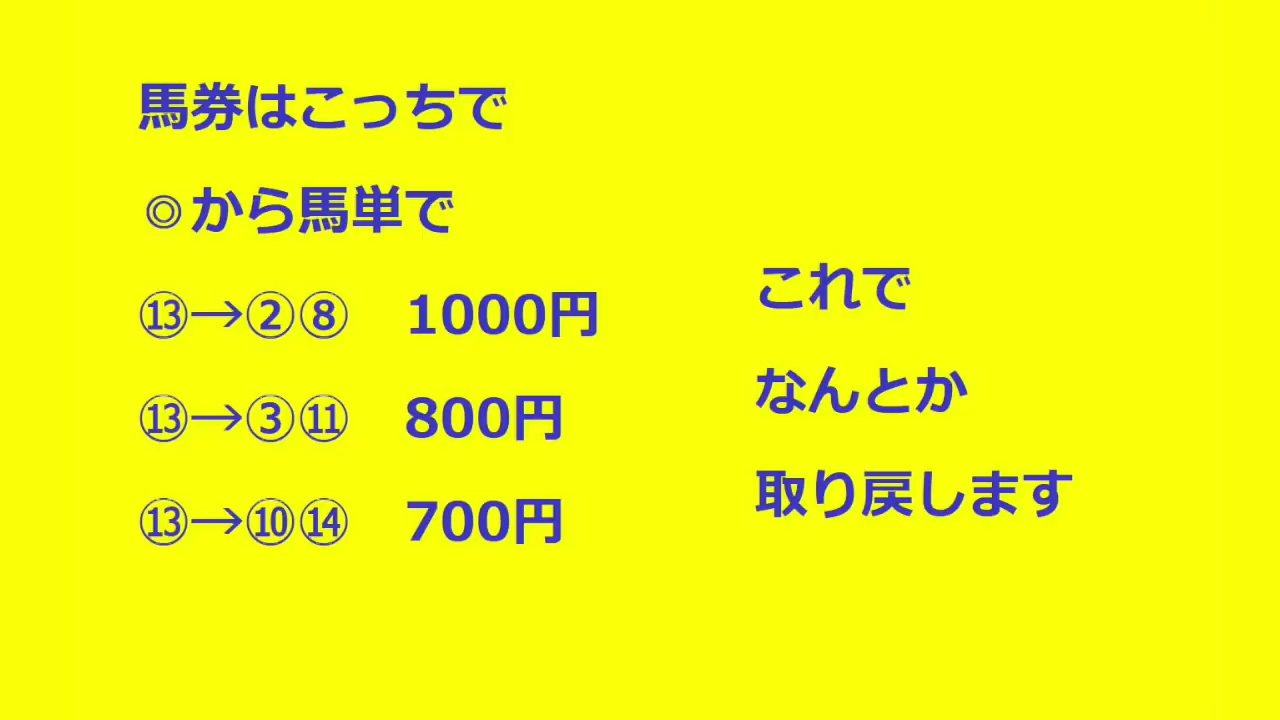 馬券はこっちで
◎から馬単で
⑬→②⑧　1000円
⑬→③⑪　800円
⑬→⑩⑭　700円
これで
なんとか
取り戻します